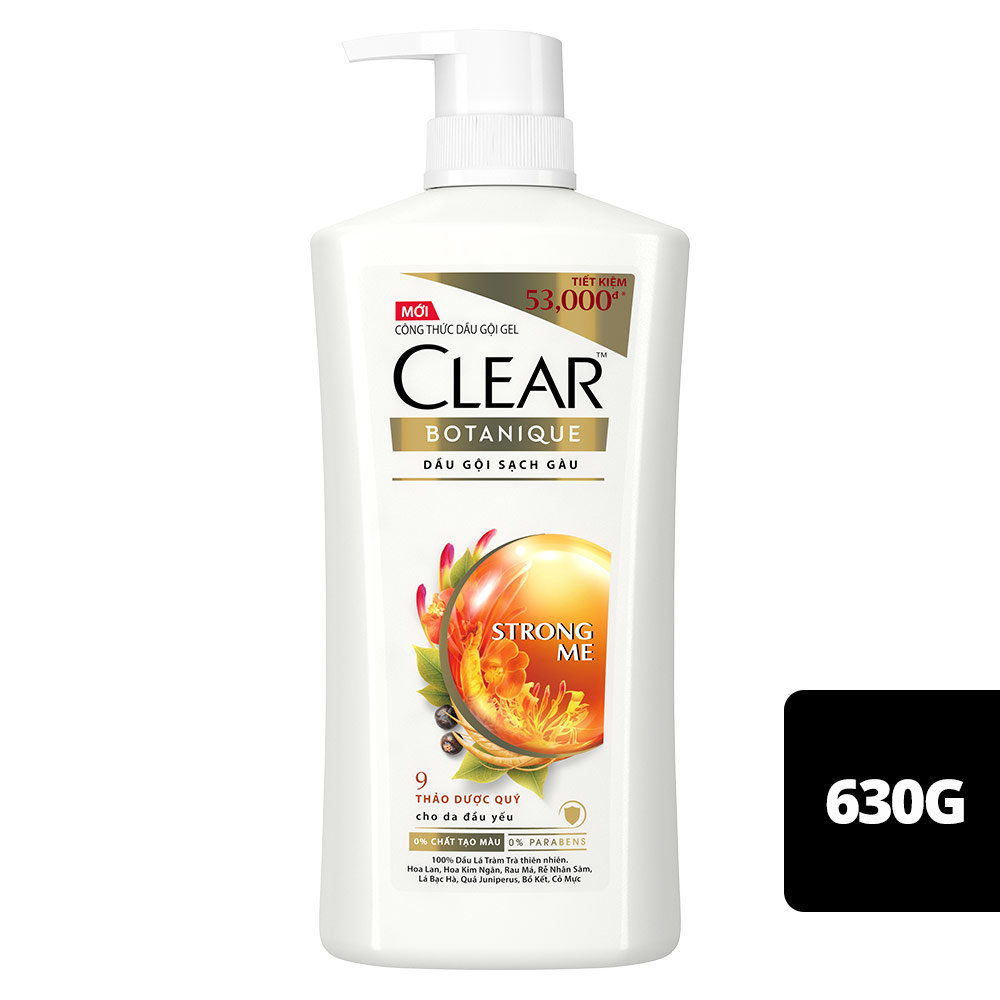 TIẾT KIỆM
53,000đ*
MỚI
CÔNG THỨC DẦU GỘI GEL
CLEAR™
BOTANIQUE
DẦU GỘI SẠCH GÀU
STRONG
ME
9
THẢO DƯỢC QUÝ
cho da đầu yếu
0% CHẤT TẠO MÀU 0% PARABENS
100% Dầu Lá Tràm Trà thiên nhiên.
Hoa Lan, Hoa Kim Ngân, Rau Má, Rễ Nhân Sâm,
Lá Bạc Hà, Quả Juniperus, Bồ Kết, Cỏ Mực
630G